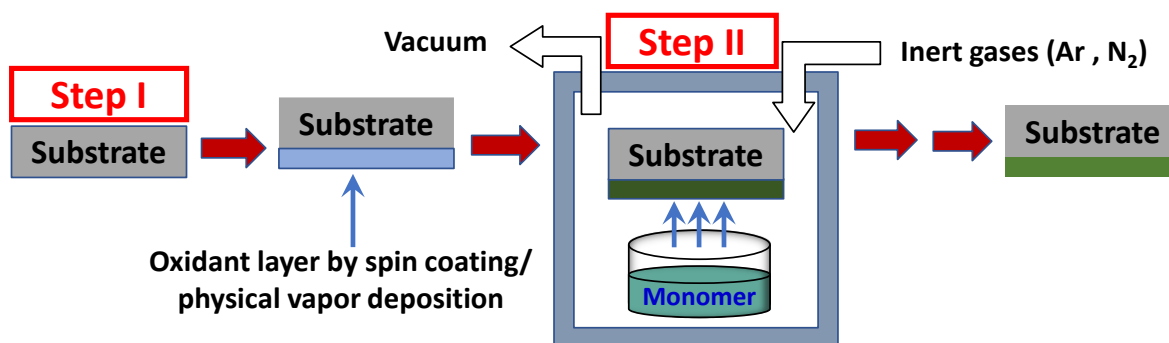 Step I
Substrate
Substrate
Oxidant layer by spin coating/
physical vapor deposition
Vacuum
Step II
Inert gases (Ar , N₂)
Substrate
Monomer
Substrate